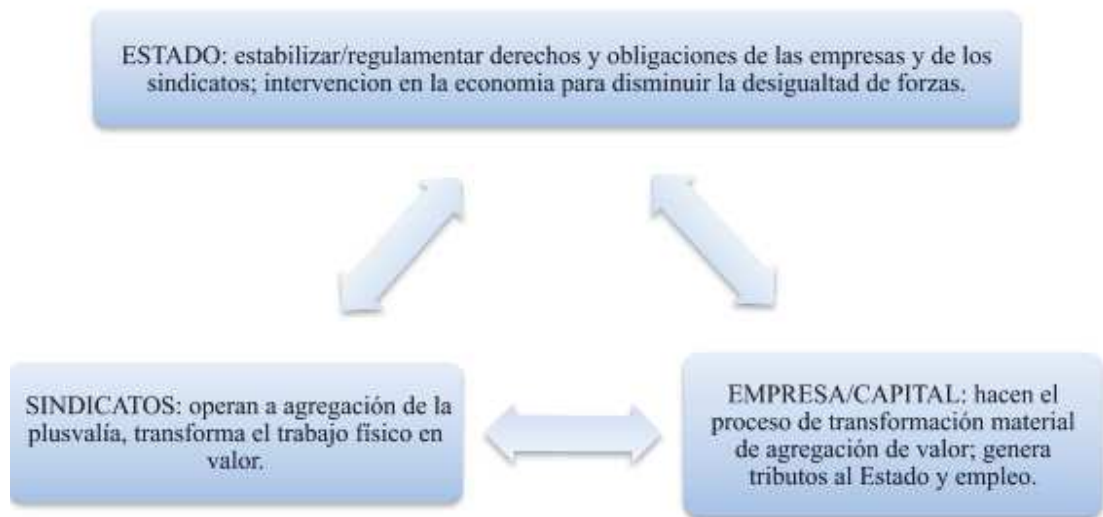 ESTADO: estabilizar/regulamentar derechos y obligaciones de las empresas y de los
sindicatos; intervencion en la economia para disminuir la desigualtad de forzas.
SINDICATOS: operan a agregación de la
plusvalía, transforma el trabajo físico en
valor.
EMPRESA/CAPITAL: hacen el
proceso de transformación material
de agregación de valor; genera
tributos al Estado y empleo.